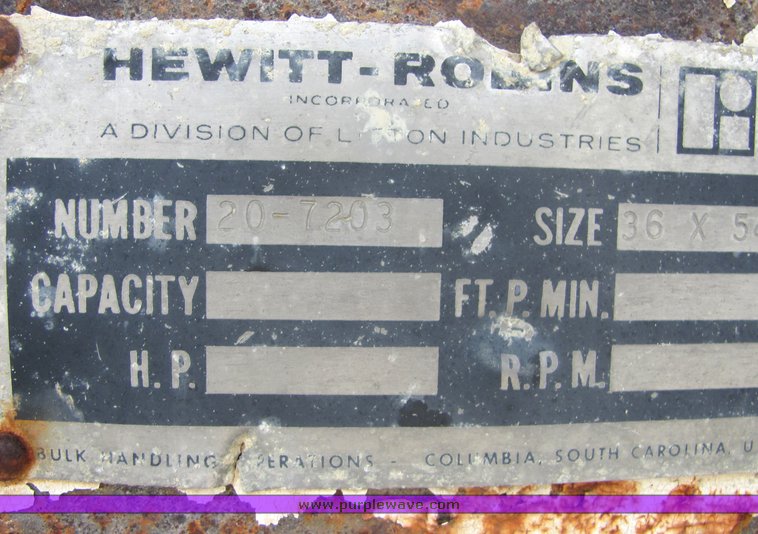 HEWITT-ROBINS
INCORPORATED
A DIVISION OF LITTON INDUSTRIES
NUMBER 20-7203 SIZE 36 X
CAPACITY FT. P. MIN.
H.P. R.P.M.
BULK HANDLING OPERATIONS - COLUMBIA, SOUTH CAROLINA, U
www.purplewave.com